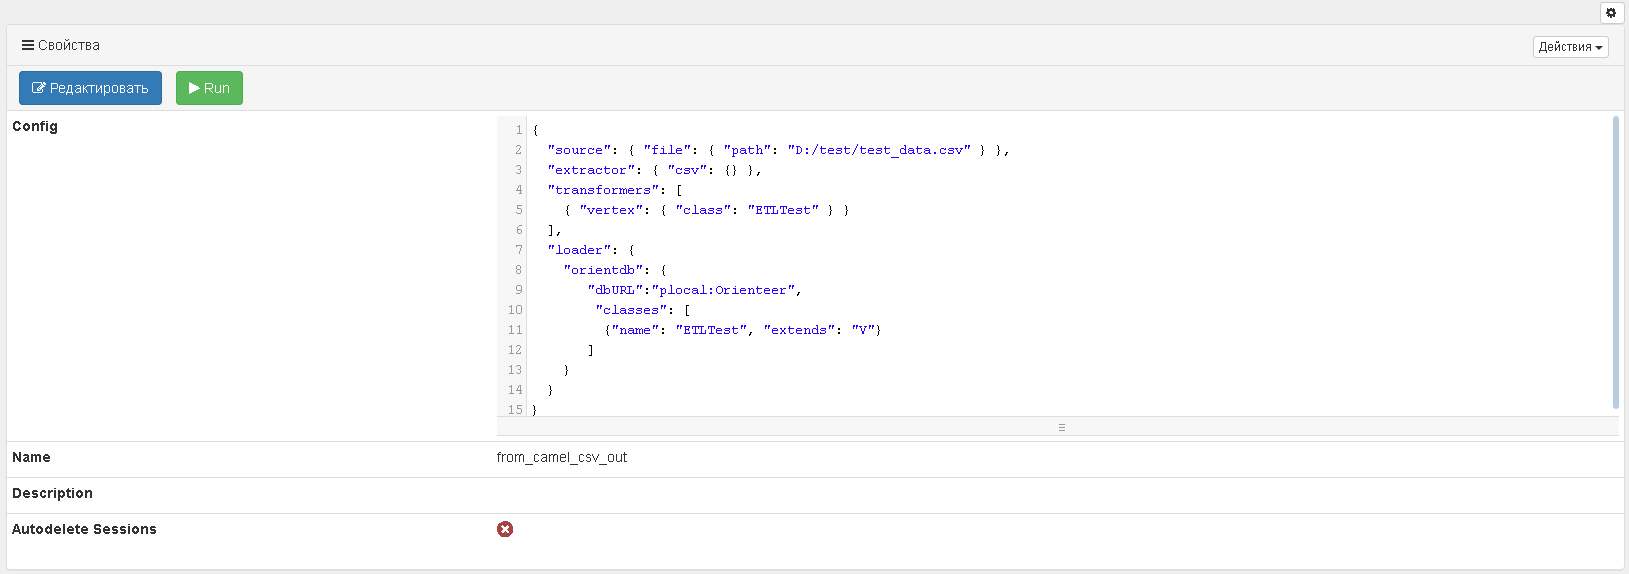 Свойства
Действия
Редактировать Run
Config
1 {
2   "source": { "file": { "path": "D:/test/test_data.csv" } },
3   "extractor": { "csv": {} },
4   "transformers": [
5     { "vertex": { "class": "ETLTest" } }
6   ],
7   "loader": {
8     "orientdb": {
9        "dbURL":"plocal:Orienteer",
10        "classes": [
11         {"name": "ETLTest", "extends": "V"}
12       ]
13     }
14   }
15 }
Name from_camel_csv_out
Description
Autodelete Sessions